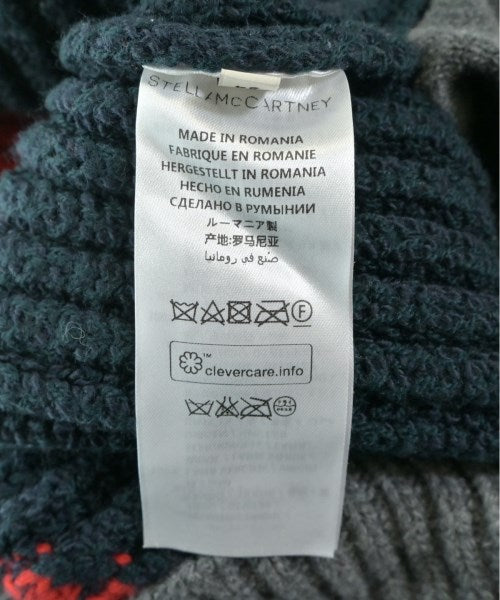 STELLA McCARTNEY
MADE IN ROMANIA
FABRIQUE EN ROMANIE
HERGESTELLT IN ROMANIA
HECHO EN RUMENIA
СДЕЛАНО В РУМЫНИИ
ルーマニア製
产地:罗马尼亚
صنع في رومانيا
F
™
clevercare.info